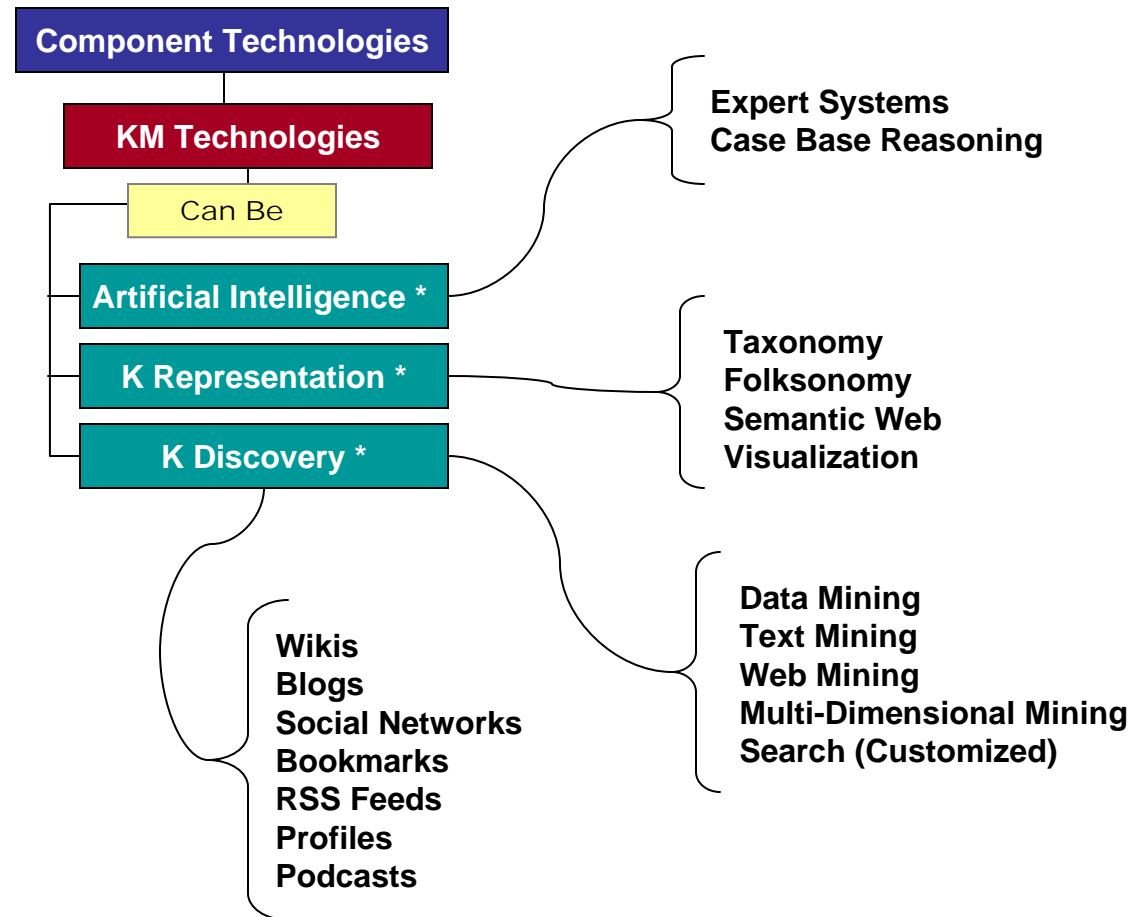 Component Technologies
KM Technologies
Can Be
Artificial Intelligence *
K Representation *
K Discovery *
Expert Systems
Case Base Reasoning
Taxonomy
Folksonomy
Semantic Web
Visualization
Data Mining
Text Mining
Web Mining
Multi-Dimensional Mining
Search (Customized)
Wikis
Blogs
Social Networks
Bookmarks
RSS Feeds
Profiles
Podcasts